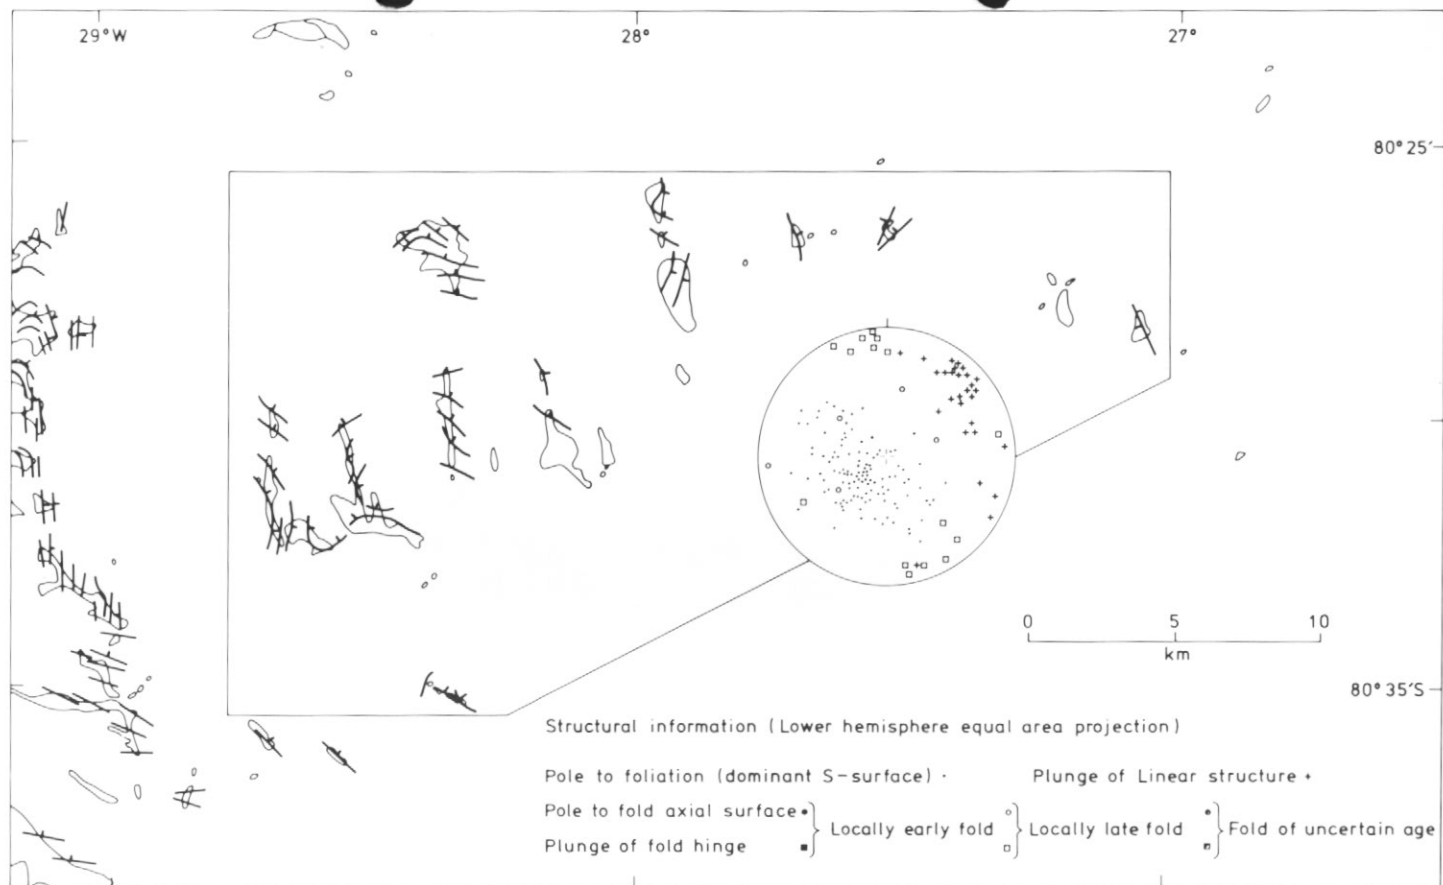 29°W 28° 27°
80° 25′
0 5 10
km
80° 35′S
Structural information (Lower hemisphere equal area projection)
Pole to foliation (dominant S-surface) · Plunge of Linear structure +
Pole to fold axial surface
Locally early fold Locally late fold Fold of uncertain age
Plunge of fold hinge